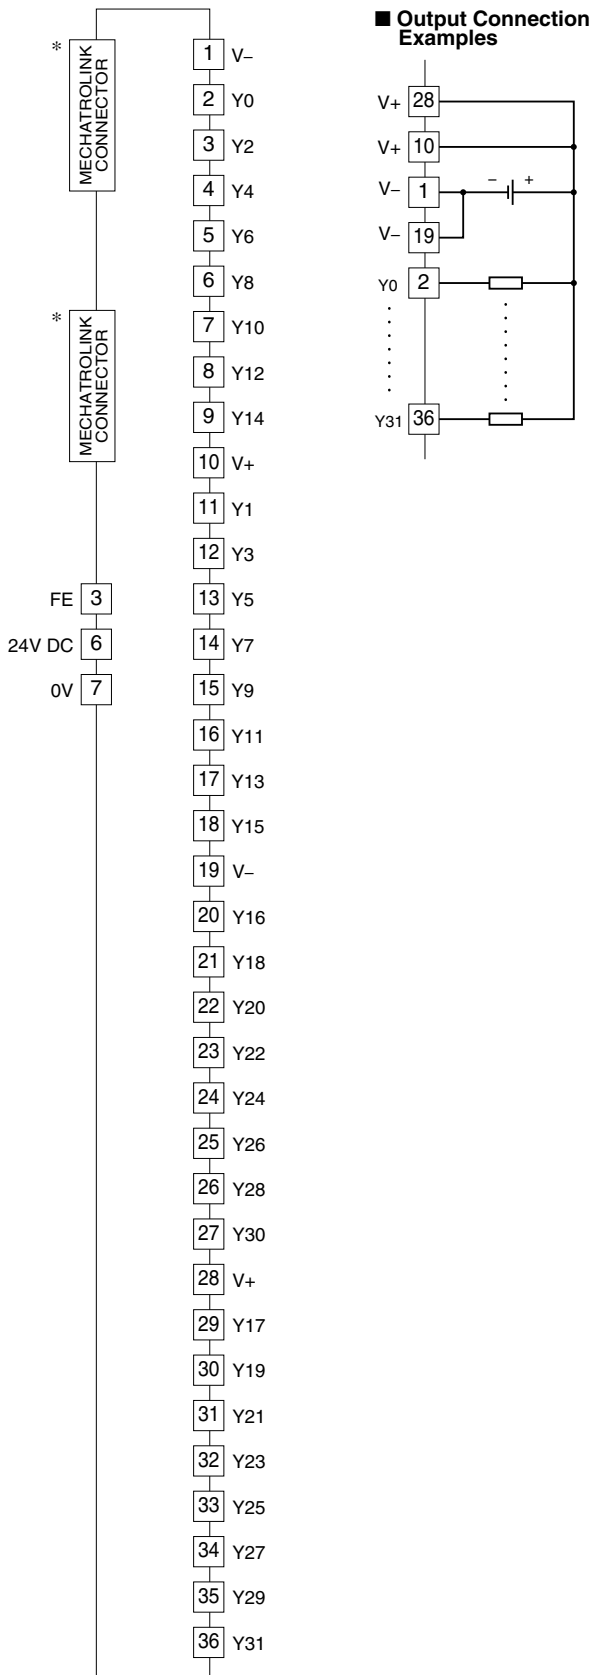 *
MECHATROLINK
CONNECTOR
*
MECHATROLINK
CONNECTOR
FE 3
24V DC 6
0V 7
1 V–
2 Y0
3 Y2
4 Y4
5 Y6
6 Y8
7 Y10
8 Y12
9 Y14
10 V+
11 Y1
12 Y3
13 Y5
14 Y7
15 Y9
16 Y11
17 Y13
18 Y15
19 V–
20 Y16
21 Y18
22 Y20
23 Y22
24 Y24
25 Y26
26 Y28
27 Y30
28 V+
29 Y17
30 Y19
31 Y21
32 Y23
33 Y25
34 Y27
35 Y29
36 Y31
■ Output Connection
Examples
V+ 28
V+ 10
V– 1 – +
V– 19
Y0 2
Y31 36